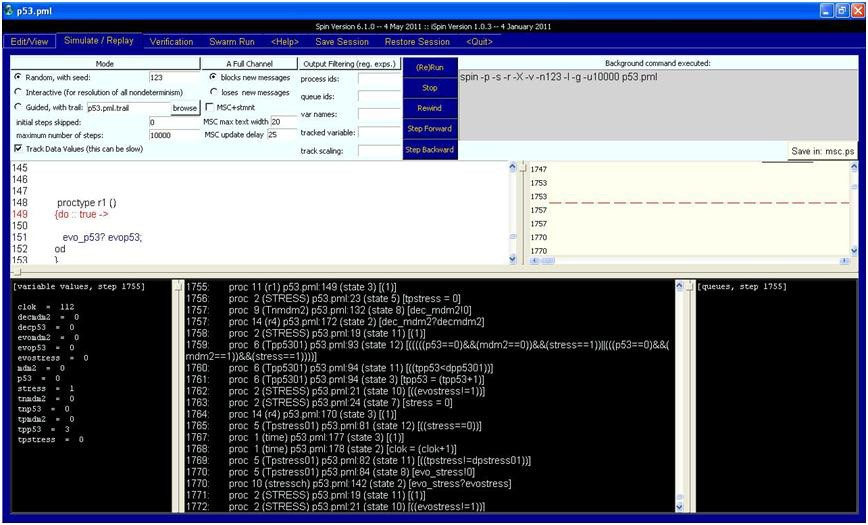 p53.pml
Spin Version 6.1.0 -- 4 May 2011 :: iSpin Version 1.0.3 -- 4 January 2011
Edit/View Simulate / Replay Verification Swarm Run <Help> Save Session Restore Session <Quit>
Mode
Random, with seed: 123
Interactive (for resolution of all nondeterminism)
Guided, with trail: p53.pml.trail browse
initial steps skipped: 0
maximum number of steps: 10000
Track Data Values (this can be slow)
A Full Channel
blocks new messages
loses new messages
MSC+stmnt
MSC max text width 20
MSC update delay 25
Output Filtering (reg. exps.)
process ids:
queue ids:
var names:
tracked variable:
track scaling:
(Re)Run
Stop
Rewind
Step Forward
Step Backward
Background command executed:
spin -p -s -r -X -v -n123 -l -g -u10000 p53.pml
Save in: msc.ps
145
146
147
148 proctype r1 ()
149 {do :: true ->
150
151 evo_p53? evop53;
152 od
153 }
1747
1753
1753
1757
1757
1770
1770
[variable values, step 1755]
clok = 112
decmdm2 = 0
decp53 = 0
evomdm2 = 0
evop53 = 0
evostress = 0
mdm2 = 0
p53 = 0
stress = 1
tnmdm2 = 0
tnp53 = 0
tpmdm2 = 0
tpp53 = 3
tpstress = 0
1755: proc 11 (r1) p53.pml:149 (state 3) [(1)]
1756: proc 2 (STRESS) p53.pml:23 (state 5) [tpstress = 0]
1757: proc 9 (Tnmdm2) p53.pml:132 (state 8) [dec_mdm2!0]
1757: proc 14 (r4) p53.pml:172 (state 2) [dec_mdm2?decmdm2]
1758: proc 2 (STRESS) p53.pml:19 (state 11) [(1)]
1759: proc 6 (Tpp5301) p53.pml:93 (state 12) [(((((p53==0)&&(mdm2==0))&&(stress==1))||(((p53==0)&&(
mdm2==1))&&(stress==1))))]
1760: proc 6 (Tpp5301) p53.pml:94 (state 11) [((tpp53<dpp5301))]
1761: proc 6 (Tpp5301) p53.pml:94 (state 3) [tpp53 = (tpp53+1)]
1762: proc 2 (STRESS) p53.pml:21 (state 10) [((evostress!=1))]
1763: proc 2 (STRESS) p53.pml:24 (state 7) [stress = 0]
1764: proc 14 (r4) p53.pml:170 (state 3) [(1)]
1765: proc 5 (Tpstress01) p53.pml:81 (state 12) [((stress==0))]
1767: proc 1 (time) p53.pml:177 (state 3) [(1)]
1768: proc 1 (time) p53.pml:178 (state 2) [clok = (clok+1)]
1769: proc 5 (Tpstress01) p53.pml:82 (state 11) [((tpstress!=dpstress01))]
1770: proc 5 (Tpstress01) p53.pml:84 (state 8) [evo_stress!0]
1770: proc 10 (stressch) p53.pml:142 (state 2) [evo_stress?evostress]
1771: proc 2 (STRESS) p53.pml:19 (state 11) [(1)]
1772: proc 2 (STRESS) p53.pml:21 (state 10) [((evostress!=1))]
[queues, step 1755]